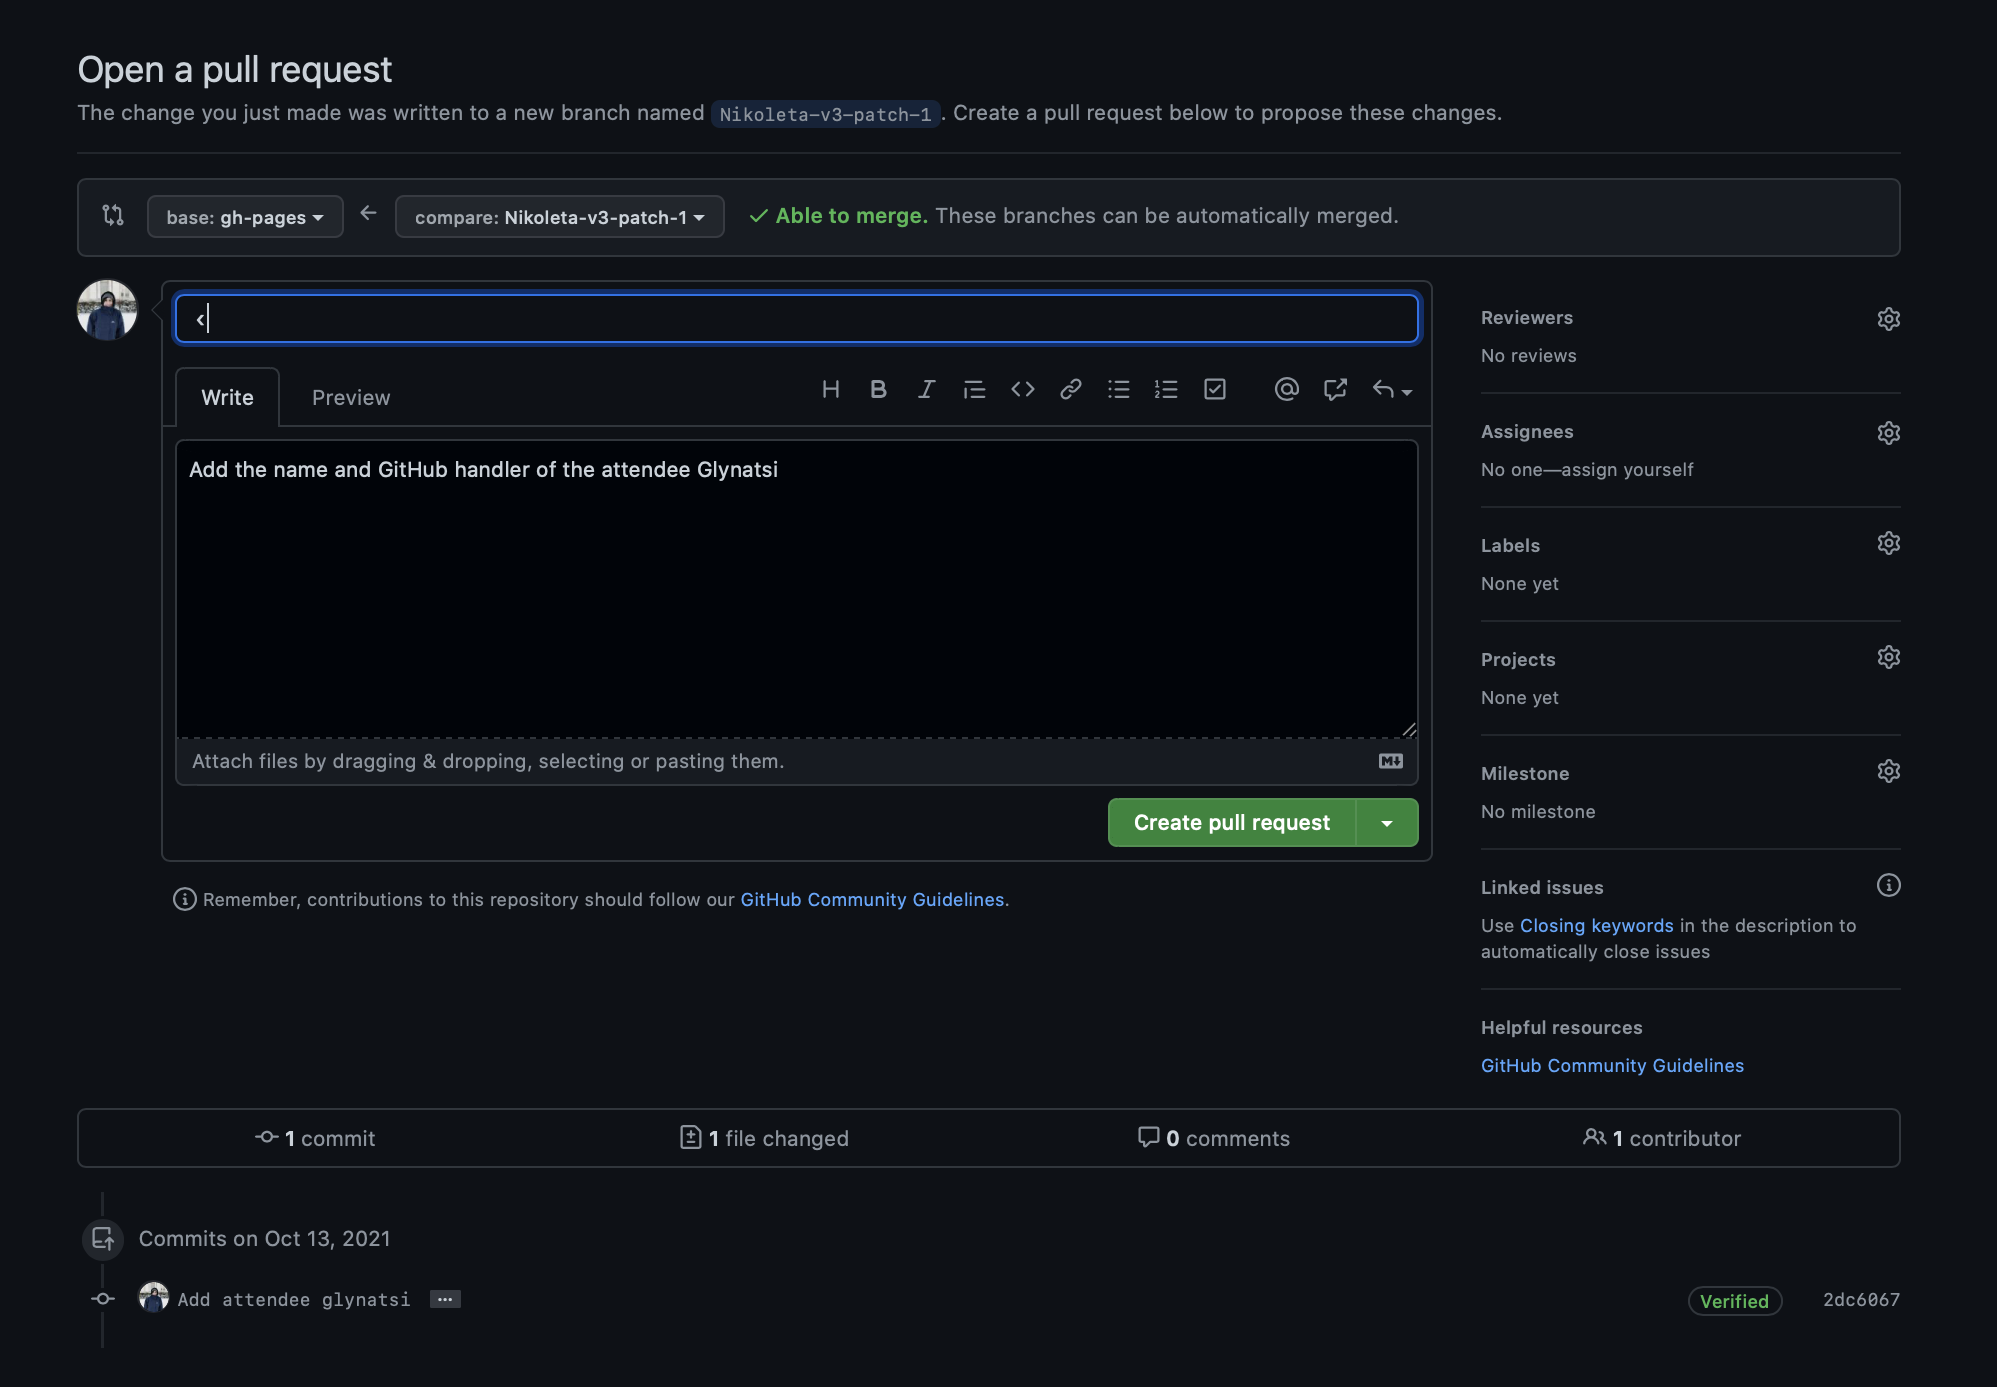 Open a pull request
The change you just made was written to a new branch named Nikoleta-v3-patch-1. Create a pull request below to propose these changes.
base: gh-pages
compare: Nikoleta-v3-patch-1
Able to merge. These branches can be automatically merged.
‹
Write
Preview
Add the name and GitHub handler of the attendee Glynatsi
Attach files by dragging & dropping, selecting or pasting them.
Create pull request
Remember, contributions to this repository should follow our GitHub Community Guidelines.
Reviewers
No reviews
Assignees
No one—assign yourself
Labels
None yet
Projects
None yet
Milestone
No milestone
Linked issues
Use Closing keywords in the description to
automatically close issues
Helpful resources
GitHub Community Guidelines
1 commit
1 file changed
0 comments
1 contributor
Commits on Oct 13, 2021
Add attendee glynatsi
Verified
2dc6067